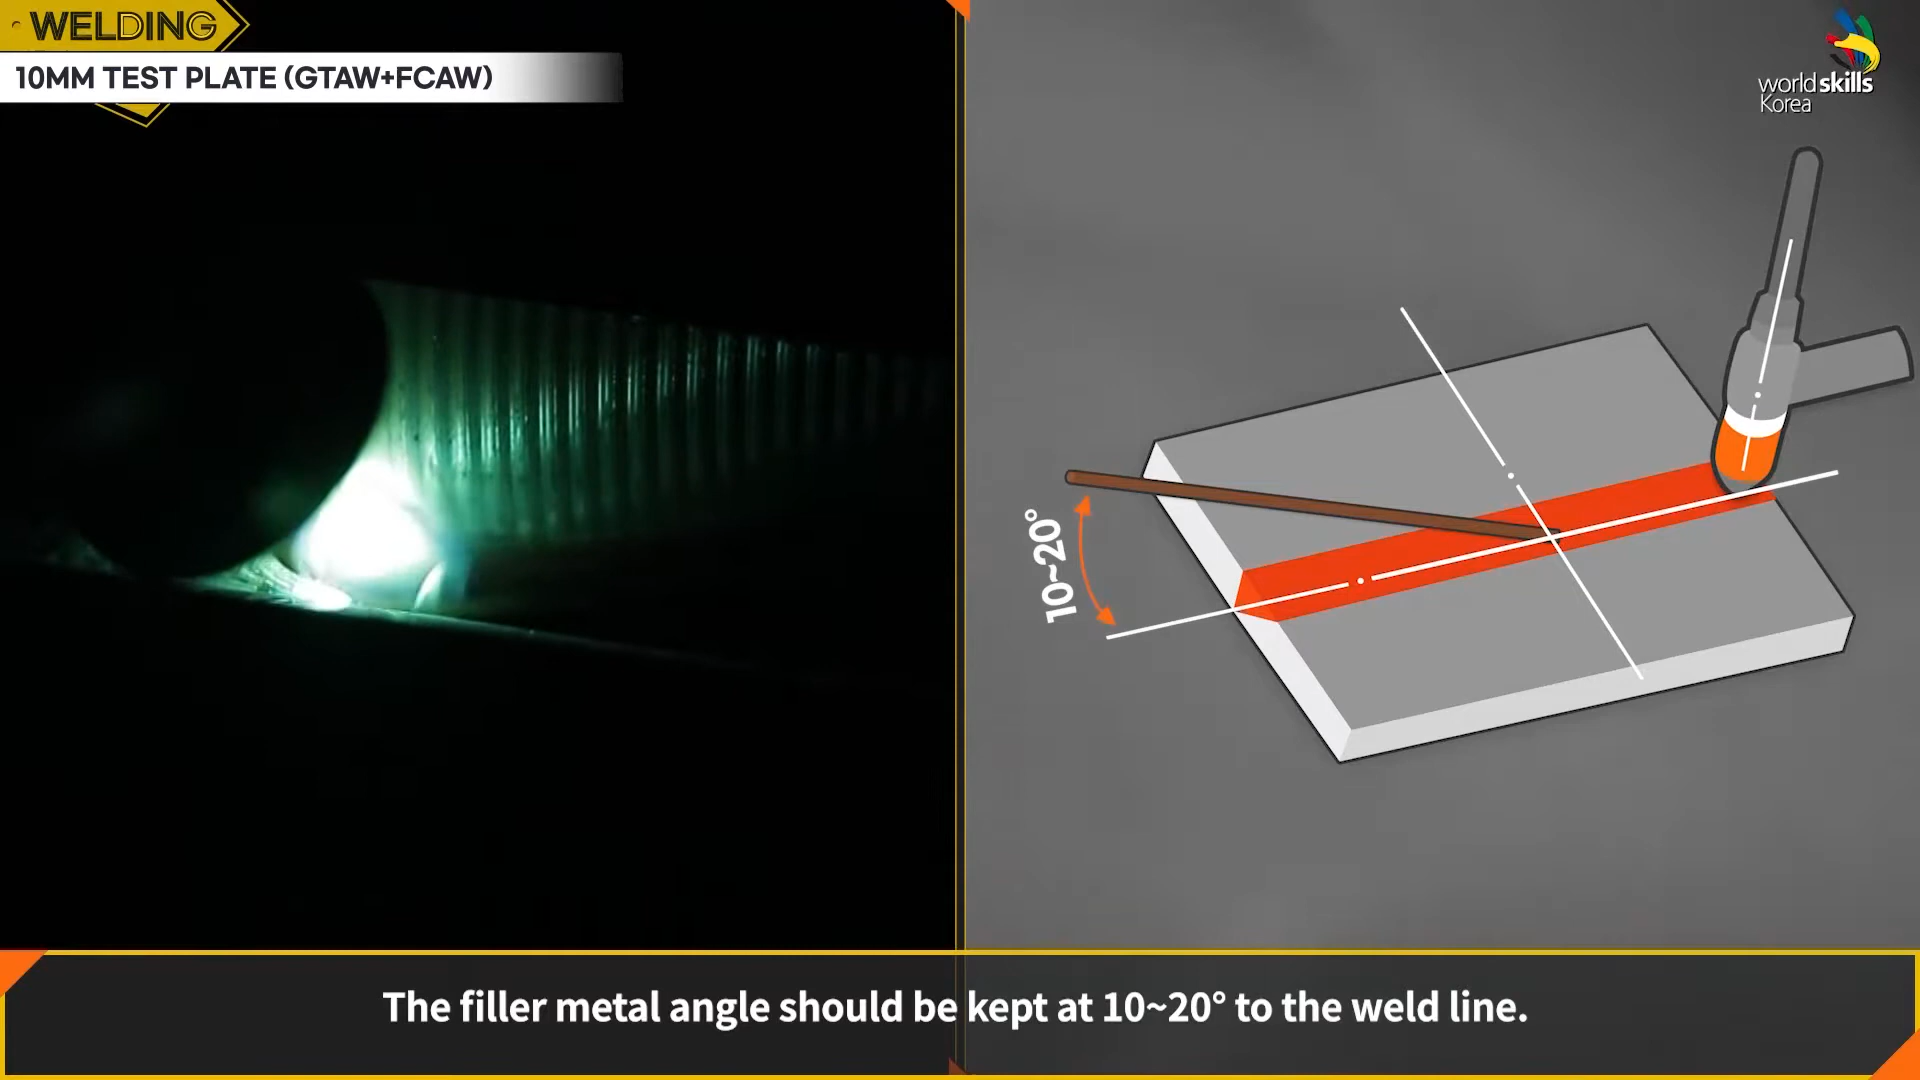 WELDING
10MM TEST PLATE (GTAW+FCAW)
worldskills
Korea
10~20°
The filler metal angle should be kept at 10~20° to the weld line.